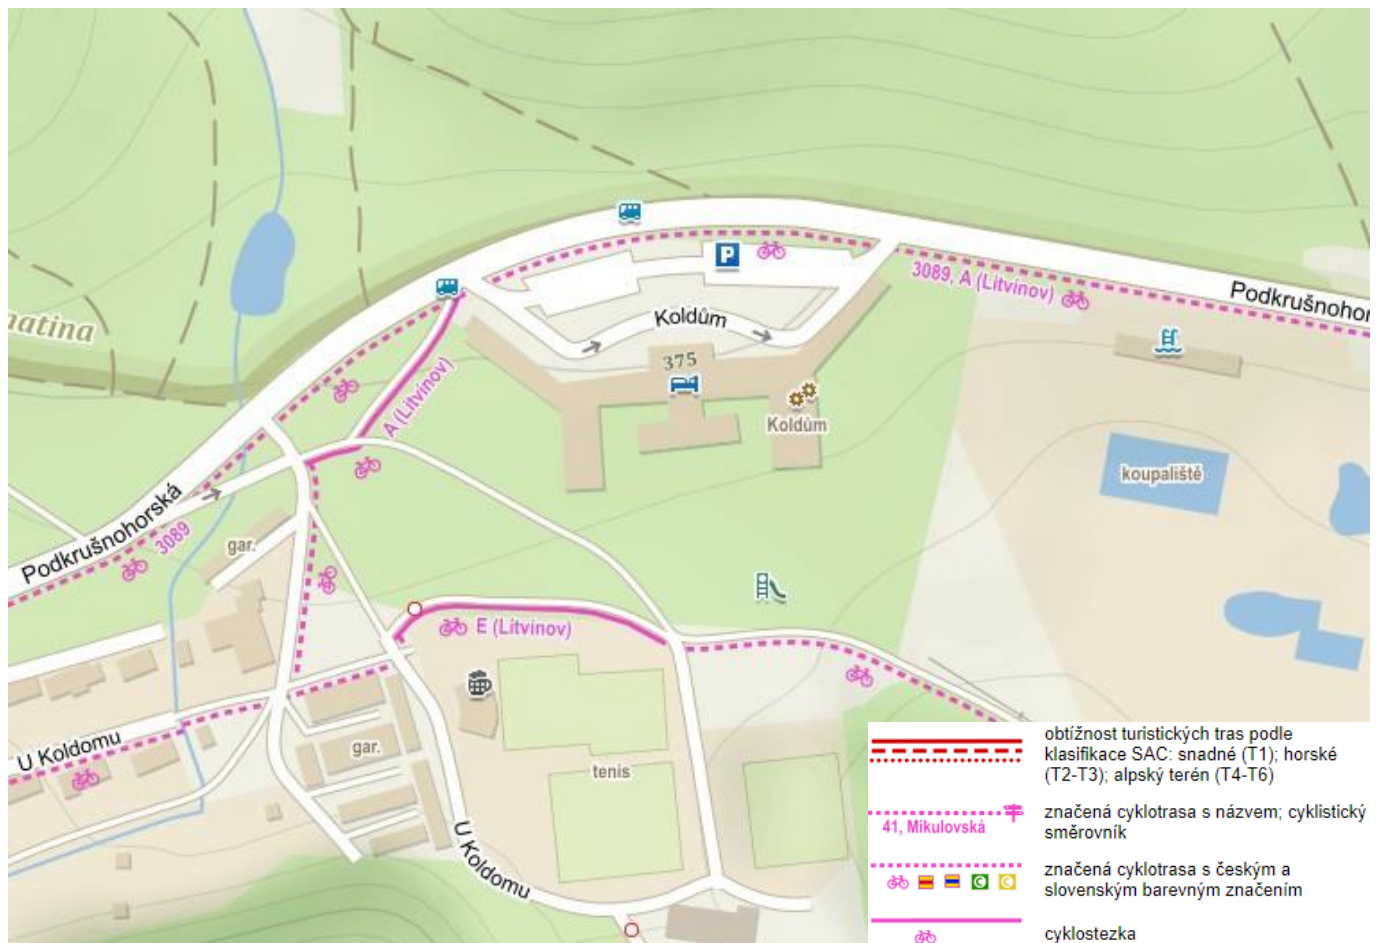 P
3089, A (Litvínov)
Podkrušnohor
natina
Koldům
375
A (Litvínov)
Koldům
koupaliště
Podkrušnohorská
3089
gar.
E (Litvínov)
U Koldomu
gar.
tenis
U Koldomu
obtížnost turistických tras podle
klasifikace SAC: snadné (T1); horské
(T2-T3); alpský terén (T4-T6)
41, Mikulovská
značená cyklotrasa s názvem; cyklistický
směrovník
C C
značená cyklotrasa s českým a
slovenským barevným značením
cyklostezka